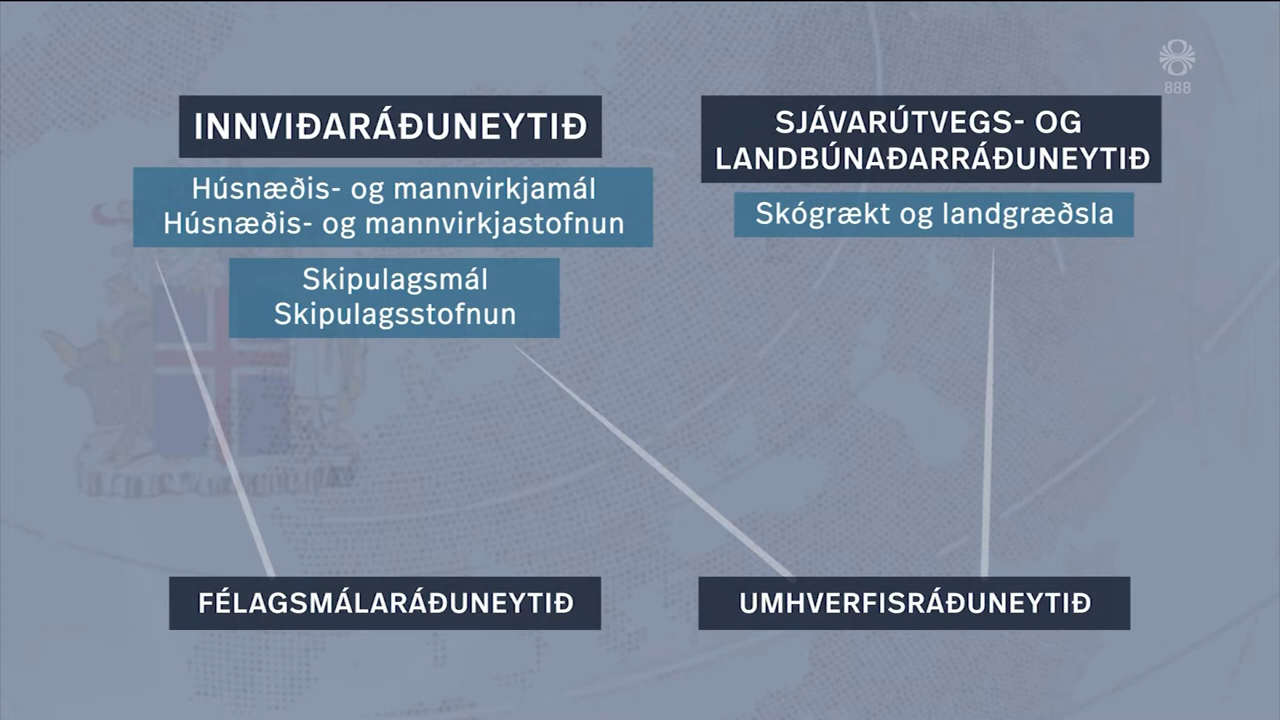 888
INNVIÐARÁÐUNEYTIÐ
Húsnæðis- og mannvirkjamál
Húsnæðis- og mannvirkjastofnun
Skipulagsmál
Skipulagsstofnun
SJÁVARÚTVEGS- OG
LANDBÚNAÐARRÁÐUNEYTIÐ
Skógrækt og landgræðsla
FÉLAGSMÁLARÁÐUNEYTIÐ
UMHVERFISRÁÐUNEYTIÐ